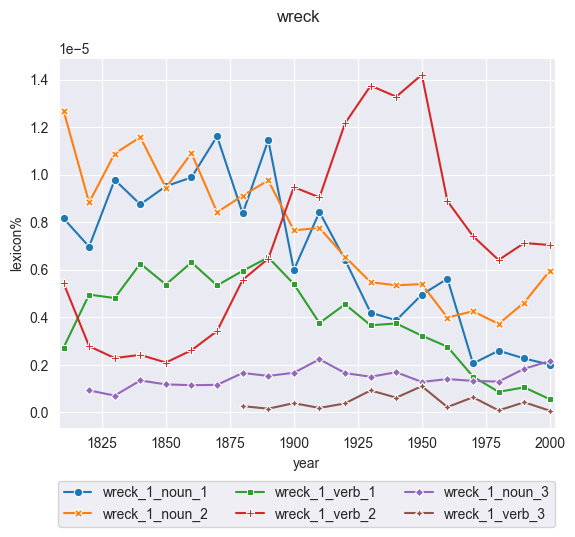 wreck
1e−5
1.4
1.2
1.0
0.8
0.6
0.4
0.2
0.0
lexicon%
1825 1850 1875 1900 1925 1950 1975 2000
year
wreck_1_noun_1 wreck_1_verb_1 wreck_1_noun_3
wreck_1_noun_2 wreck_1_verb_2 wreck_1_verb_3